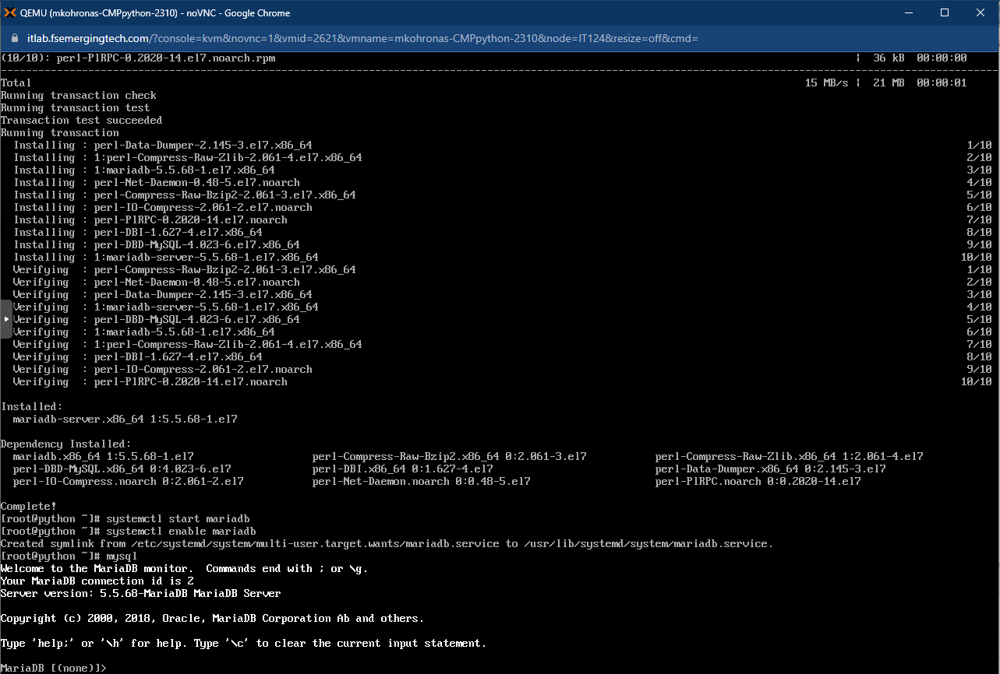 QEMU (mkohronas-CMPpython-2310) - noVNC - Google Chrome
itlab.fsemergingtech.com/?console=kvm&novnc=1&vmid=2621&vmname=mkohronas-CMPpython-2310&node=IT124&resize=off&cmd=
(10/10): perl-PlRPC-0.2020-14.el7.noarch.rpm | 36 kB 00:00:00
--------------------------------------------------------------------------------
Total 15 MB/s | 21 MB 00:00:01
Running transaction check
Running transaction test
Transaction test succeeded
Running transaction
Installing : perl-Data-Dumper-2.145-3.el7.x86_64 1/10
Installing : 1:perl-Compress-Raw-Zlib-2.061-4.el7.x86_64 2/10
Installing : 1:mariadb-5.5.68-1.el7.x86_64 3/10
Installing : perl-Net-Daemon-0.48-5.el7.noarch 4/10
Installing : perl-Compress-Raw-Bzip2-2.061-3.el7.x86_64 5/10
Installing : perl-IO-Compress-2.061-2.el7.noarch 6/10
Installing : perl-PlRPC-0.2020-14.el7.noarch 7/10
Installing : perl-DBI-1.627-4.el7.x86_64 8/10
Installing : perl-DBD-MySQL-4.023-6.el7.x86_64 9/10
Installing : 1:mariadb-server-5.5.68-1.el7.x86_64 10/10
Verifying : perl-Compress-Raw-Bzip2-2.061-3.el7.x86_64 1/10
Verifying : perl-Net-Daemon-0.48-5.el7.noarch 2/10
Verifying : perl-Data-Dumper-2.145-3.el7.x86_64 3/10
Verifying : 1:mariadb-server-5.5.68-1.el7.x86_64 4/10
Verifying : perl-DBD-MySQL-4.023-6.el7.x86_64 5/10
Verifying : 1:mariadb-5.5.68-1.el7.x86_64 6/10
Verifying : 1:perl-Compress-Raw-Zlib-2.061-4.el7.x86_64 7/10
Verifying : perl-DBI-1.627-4.el7.x86_64 8/10
Verifying : perl-IO-Compress-2.061-2.el7.noarch 9/10
Verifying : perl-PlRPC-0.2020-14.el7.noarch 10/10
Installed:
mariadb-server.x86_64 1:5.5.68-1.el7
Dependency Installed:
mariadb.x86_64 1:5.5.68-1.el7 perl-Compress-Raw-Bzip2.x86_64 0:2.061-3.el7 perl-Compress-Raw-Zlib.x86_64 1:2.061-4.el7
perl-DBD-MySQL.x86_64 0:4.023-6.el7 perl-DBI.x86_64 0:1.627-4.el7 perl-Data-Dumper.x86_64 0:2.145-3.el7
perl-IO-Compress.noarch 0:2.061-2.el7 perl-Net-Daemon.noarch 0:0.48-5.el7 perl-PlRPC.noarch 0:0.2020-14.el7
Complete!
[root@python ~]# systemctl start mariadb
[root@python ~]# systemctl enable mariadb
Created symlink from /etc/systemd/system/multi-user.target.wants/mariadb.service to /usr/lib/systemd/system/mariadb.service.
[root@python ~]# mysql
Welcome to the MariaDB monitor.  Commands end with ; or \g.
Your MariaDB connection id is 2
Server version: 5.5.68-MariaDB MariaDB Server
Copyright (c) 2000, 2018, Oracle, MariaDB Corporation Ab and others.
Type 'help;' or '\h' for help. Type '\c' to clear the current input statement.
MariaDB [(none)]>